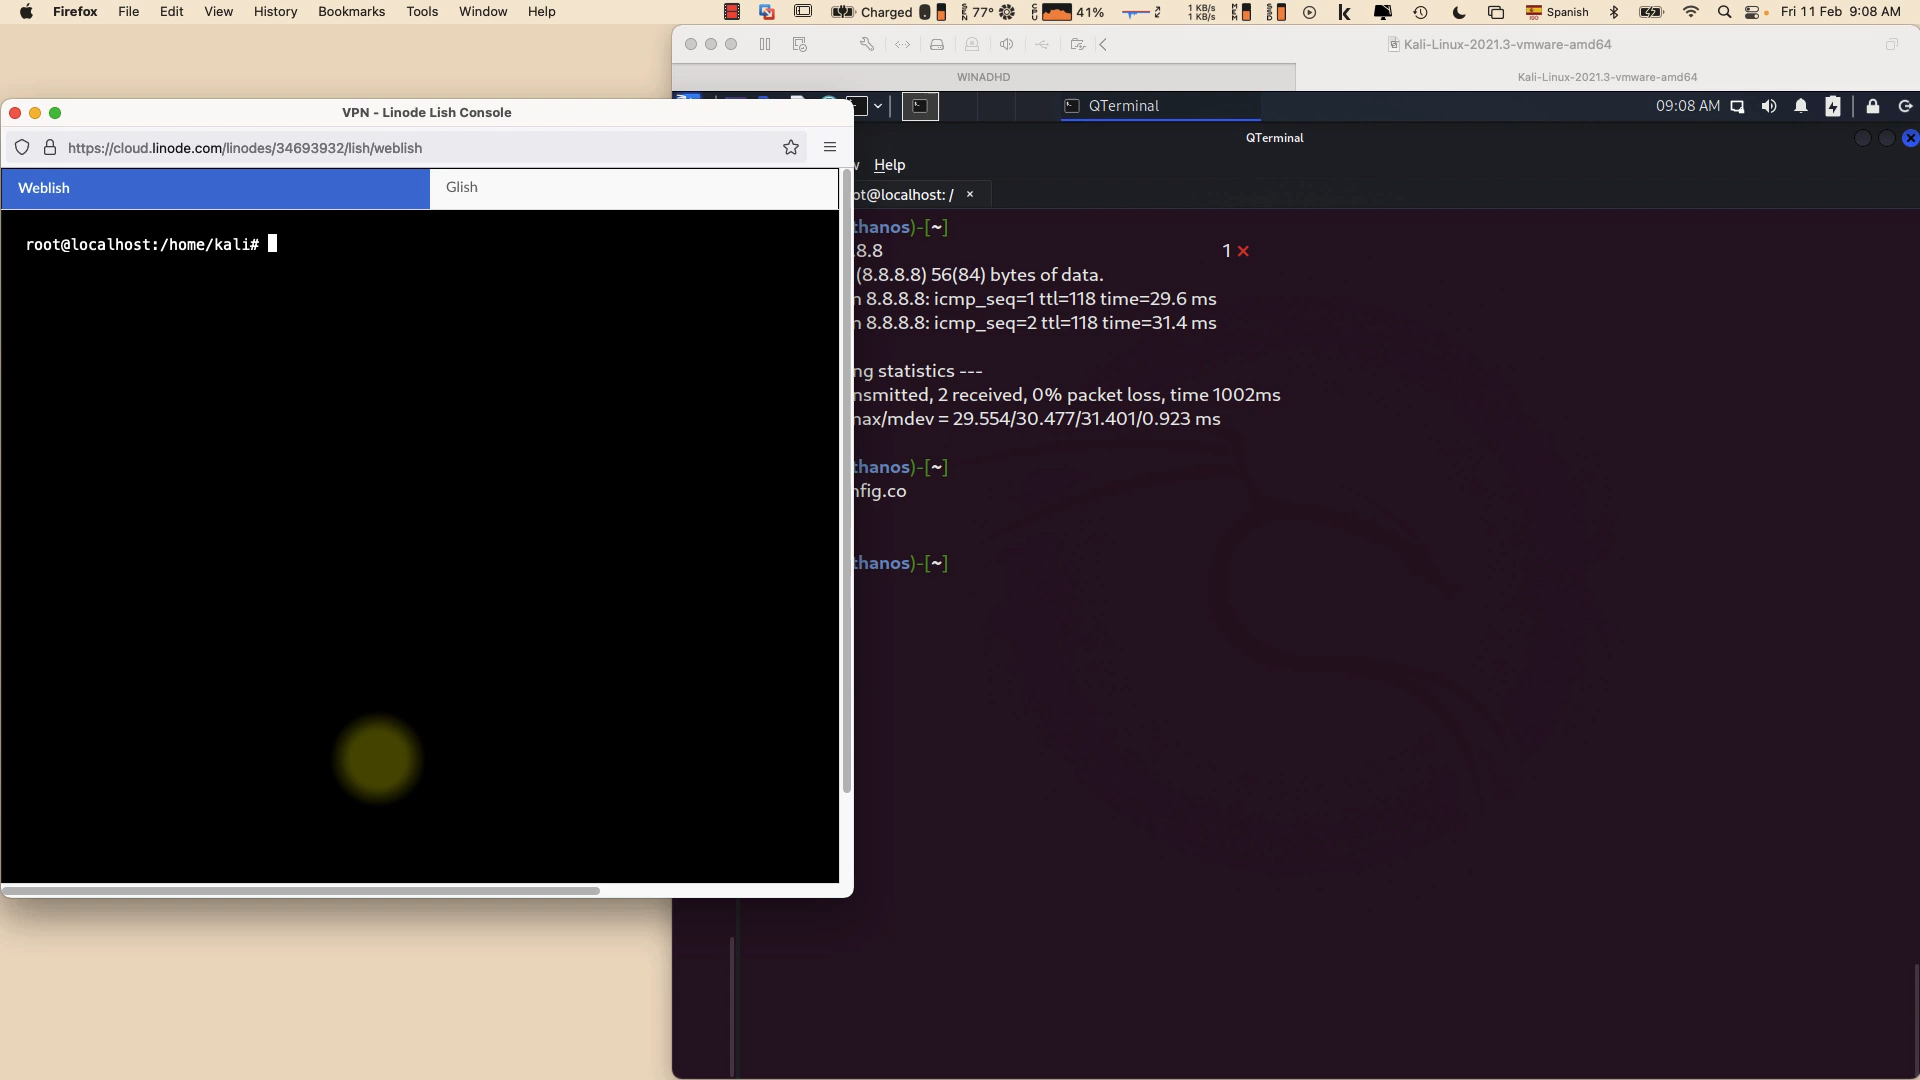 Firefox File Edit View History Bookmarks Tools Window Help
Charged 77° 41% 1 KB/s 1 KB/s Spanish Fri 11 Feb 9:08 AM
Kali-Linux-2021.3-vmware-amd64
WINADHD
Kali-Linux-2021.3-vmware-amd64
QTerminal
09:08 AM
VPN - Linode Lish Console
QTerminal
https://cloud.linode.com/linodes/34693932/lish/weblish
w Help
Weblish
Glish
ot@localhost: / ×
root@localhost:/home/kali#
thanos)-[~]
.8.8 1 ×
(8.8.8.8) 56(84) bytes of data.
n 8.8.8.8: icmp_seq=1 ttl=118 time=29.6 ms
n 8.8.8.8: icmp_seq=2 ttl=118 time=31.4 ms
ng statistics ---
nsmitted, 2 received, 0% packet loss, time 1002ms
nax/mdev = 29.554/30.477/31.401/0.923 ms
thanos)-[~]
nfig.co
thanos)-[~]